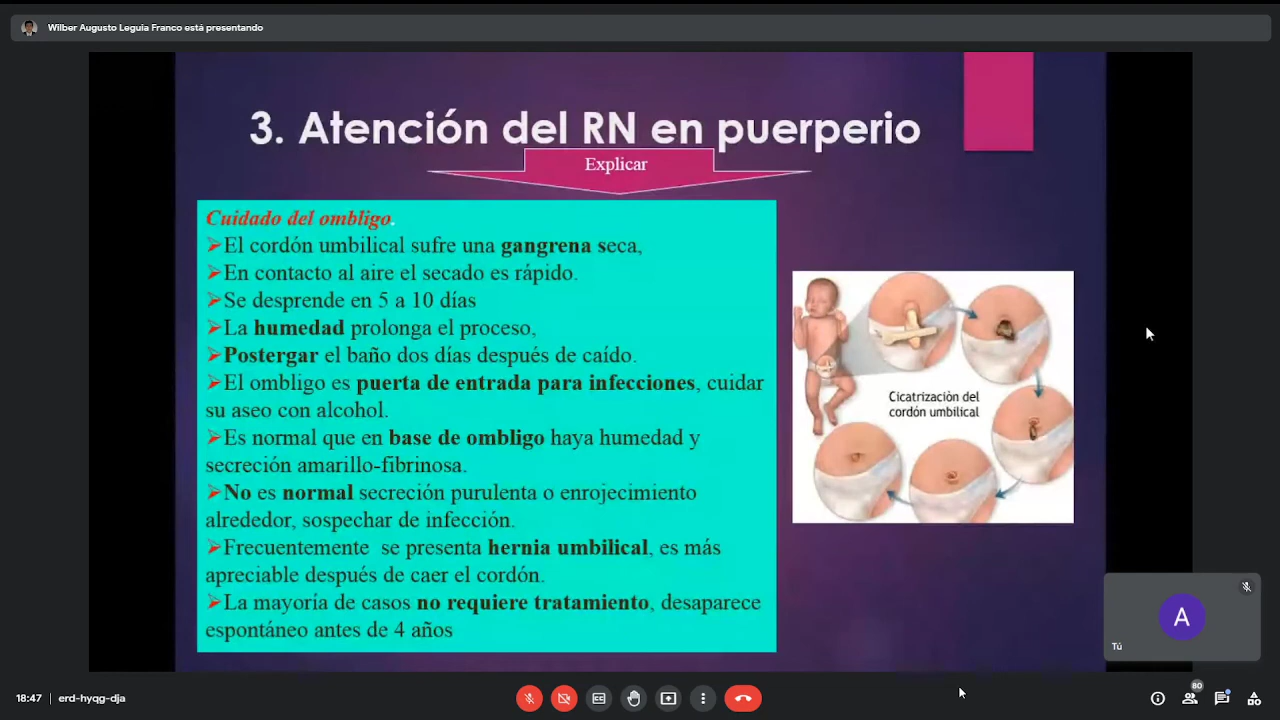 Wilber Augusto Leguia Franco está presentando
3. Atención del RN en puerperio
Explicar
Cuidado del ombligo.
➢El cordón umbilical sufre una gangrena seca,
➢En contacto al aire el secado es rápido.
➢Se desprende en 5 a 10 días
➢La humedad prolonga el proceso,
➢Postergar el baño dos días después de caído.
➢El ombligo es puerta de entrada para infecciones, cuidar
su aseo con alcohol.
➢Es normal que en base de ombligo haya humedad y
secreción amarillo-fibrinosa.
➢No es normal secreción purulenta o enrojecimiento
alrededor, sospechar de infección.
➢Frecuentemente se presenta hernia umbilical, es más
apreciable después de caer el cordón.
➢La mayoría de casos no requiere tratamiento, desaparece
espontáneo antes de 4 años
Cicatrizaciòn del
cordón umbilical
A
Tú
18:47 | erd-hyqg-dja
80